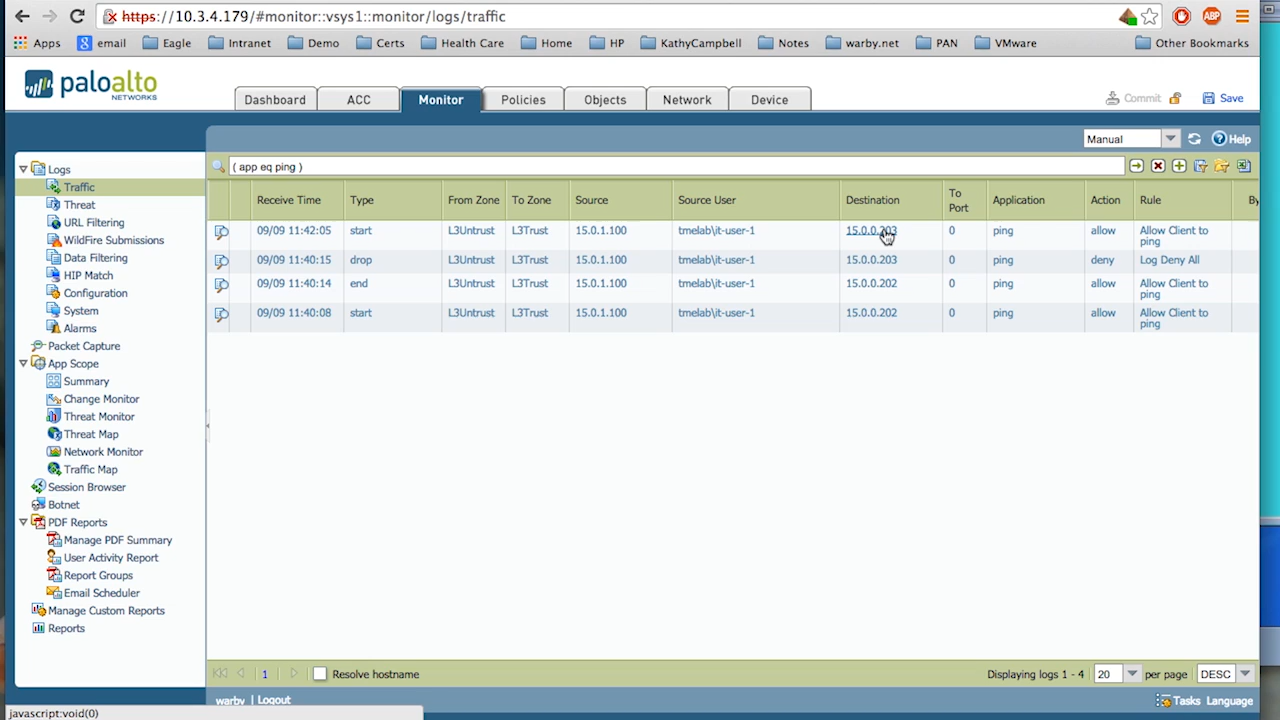 https://10.3.4.179/#monitor::vsys1::monitor/logs/traffic
ABP
Apps email Eagle Intranet Demo Certs Health Care Home HP KathyCampbell Notes warby.net PAN VMware Other Bookmarks
paloalto
NETWORKS
Dashboard ACC Monitor Policies Objects Network Device
Commit Save
Manual Help
( app eq ping )
Logs
Traffic
Threat
URL Filtering
WildFire Submissions
Data Filtering
HIP Match
Configuration
System
Alarms
Packet Capture
App Scope
Summary
Change Monitor
Threat Monitor
Threat Map
Network Monitor
Traffic Map
Session Browser
Botnet
PDF Reports
Manage PDF Summary
User Activity Report
Report Groups
Email Scheduler
Manage Custom Reports
Reports
Receive Time Type From Zone To Zone Source Source User Destination To Port Application Action Rule By
09/09 11:42:05 start L3Untrust L3Trust 15.0.1.100 tmelab\it-user-1 15.0.0.203 0 ping allow Allow Client to ping
09/09 11:40:15 drop L3Untrust L3Trust 15.0.1.100 tmelab\it-user-1 15.0.0.203 0 ping deny Log Deny All
09/09 11:40:14 end L3Untrust L3Trust 15.0.1.100 tmelab\it-user-1 15.0.0.202 0 ping allow Allow Client to ping
09/09 11:40:08 start L3Untrust L3Trust 15.0.1.100 tmelab\it-user-1 15.0.0.202 0 ping allow Allow Client to ping
1 Resolve hostname Displaying logs 1 - 4 20 per page DESC
warby | Logout Tasks Language
javascript:void(0)